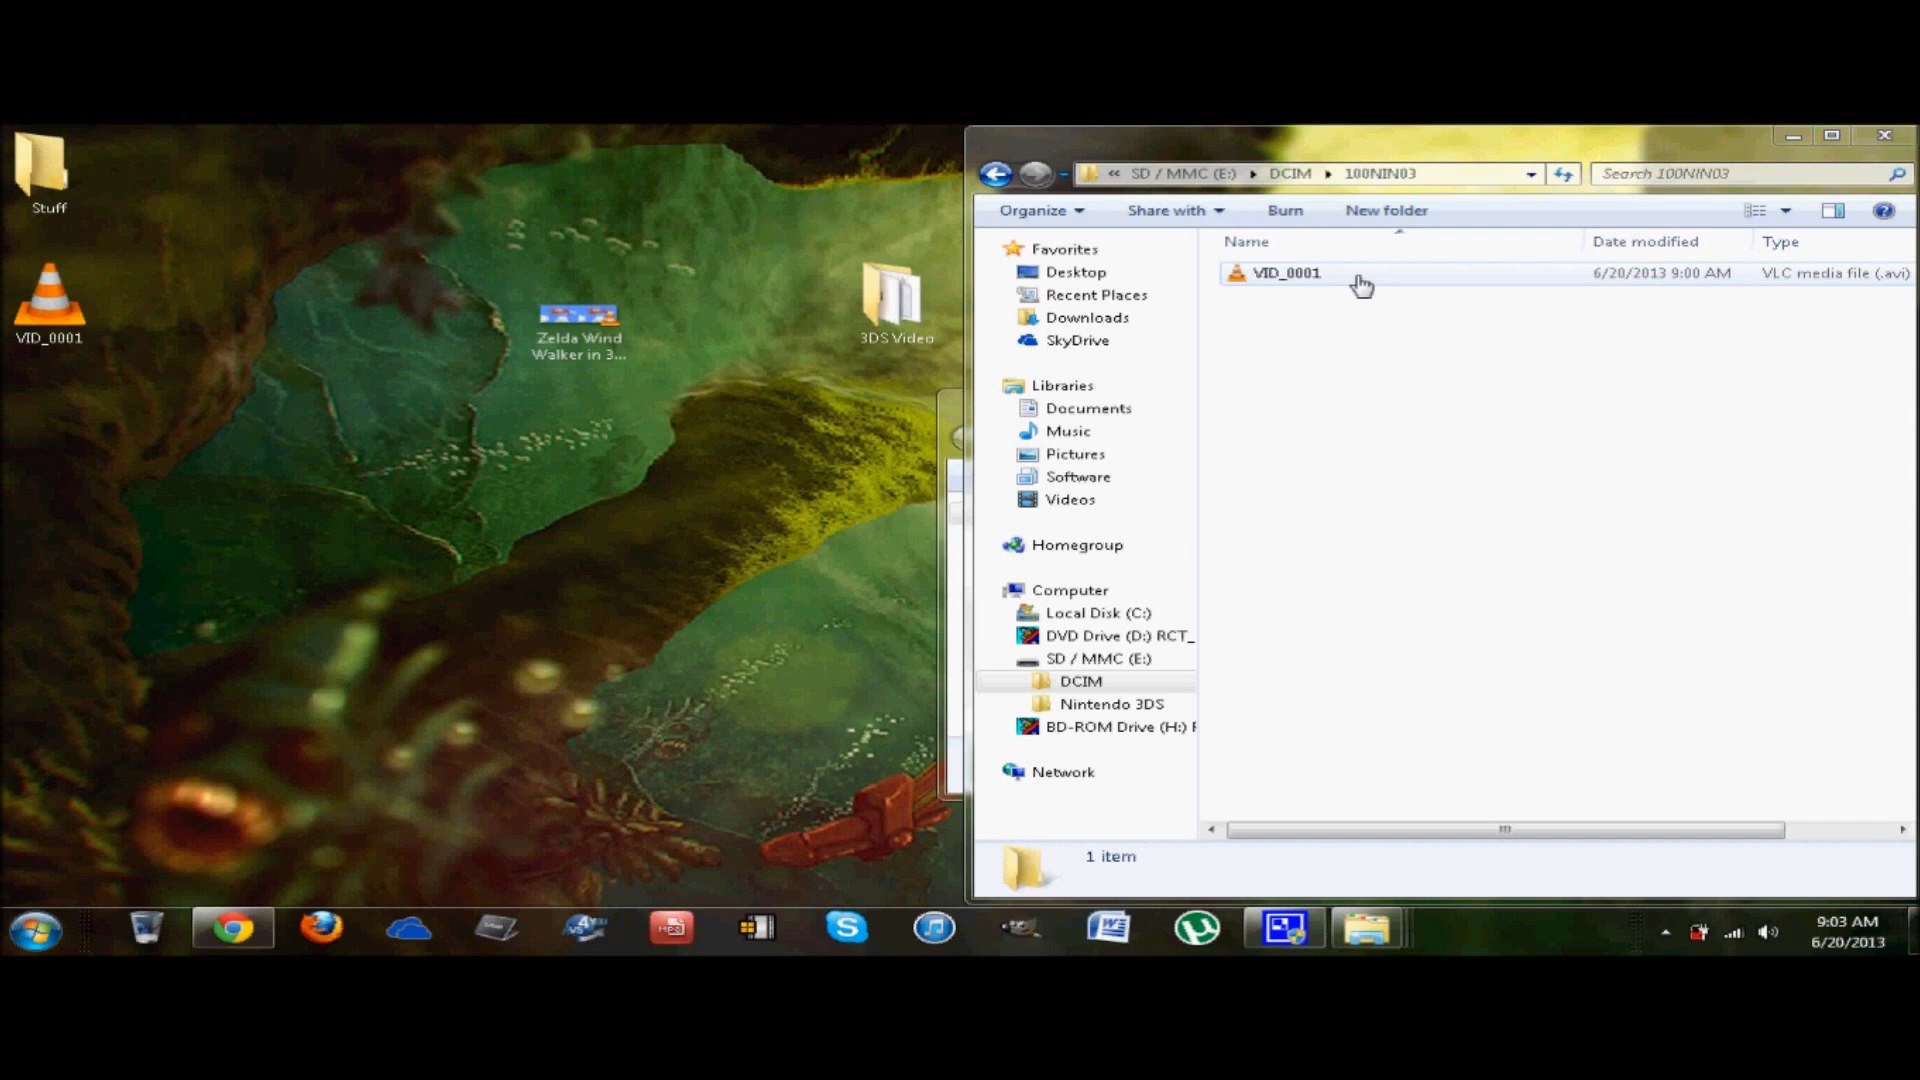 Stuff
VID_0001
Zelda Wind
Walker in 3...
3DS Video
« SD / MMC (E:) ▸ DCIM ▸ 100NIN03
Search 100NIN03
Organize
Share with
Burn
New folder
Name
Date modified
Type
VID_0001
6/20/2013 9:00 AM
VLC media file (.avi)
Favorites
Desktop
Recent Places
Downloads
SkyDrive
Libraries
Documents
Music
Pictures
Software
Videos
Homegroup
Computer
Local Disk (C:)
DVD Drive (D:) RCT_
SD / MMC (E:)
DCIM
Nintendo 3DS
BD-ROM Drive (H:)
Network
1 item
9:03 AM
6/20/2013